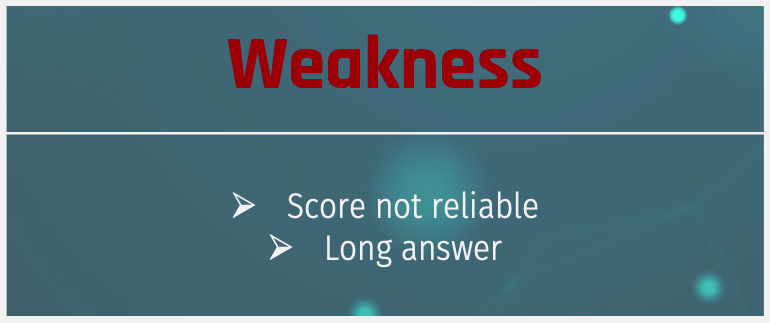 Weakness
➢ Score not reliable
➢ Long answer